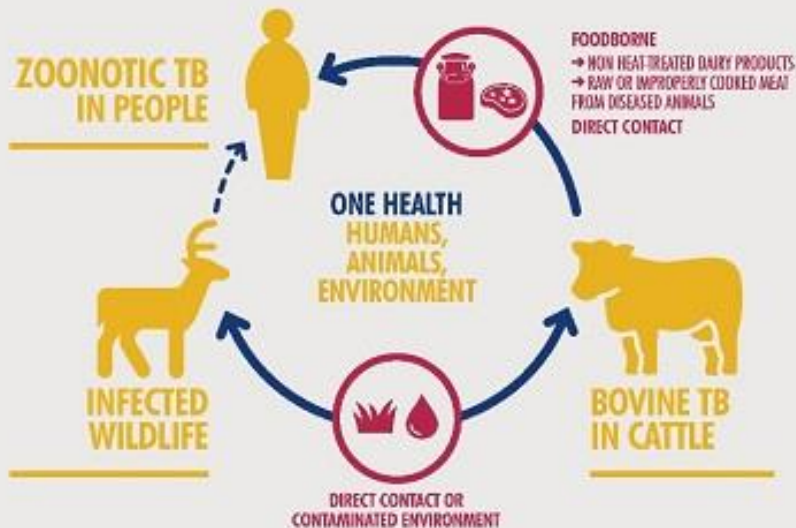 ZOONOTIC TB
IN PEOPLE
FOODBORNE
→ NON HEAT-TREATED DAIRY PRODUCTS
→ RAW OR IMPROPERLY COOKED MEAT
FROM DISEASED ANIMALS
DIRECT CONTACT
ONE HEALTH
HUMANS,
ANIMALS,
ENVIRONMENT
INFECTED
WILDLIFE
BOVINE TB
IN CATTLE
DIRECT CONTACT OR
CONTAMINATED ENVIRONMENT